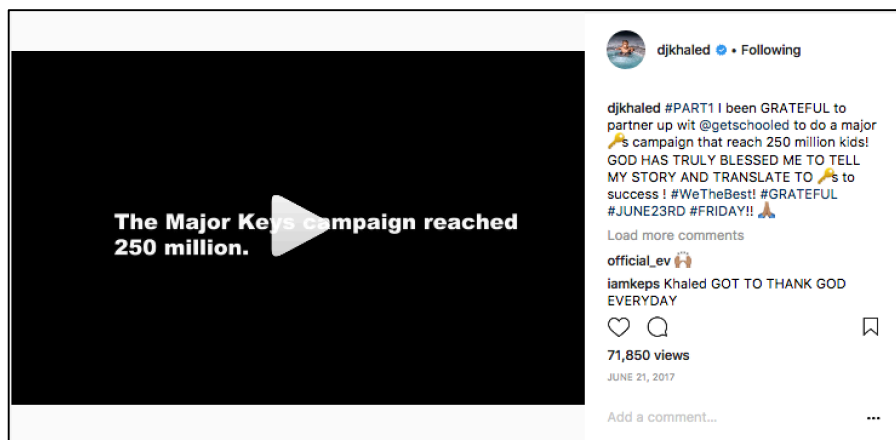 The Major Keys campaign reached
250 million.
djkhaled • Following
djkhaled #PART1 I been GRATEFUL to
partner up wit @getschooled to do a major
🔑s campaign that reach 250 million kids!
GOD HAS TRULY BLESSED ME TO TELL
MY STORY AND TRANSLATE TO 🔑s to
success ! #WeTheBest! #GRATEFUL
#JUNE23RD #FRIDAY!! 🙏🏽
Load more comments
official_ev 🙌🏽
iamkeps Khaled GOT TO THANK GOD
EVERYDAY
71,850 views
JUNE 21, 2017
Add a comment...